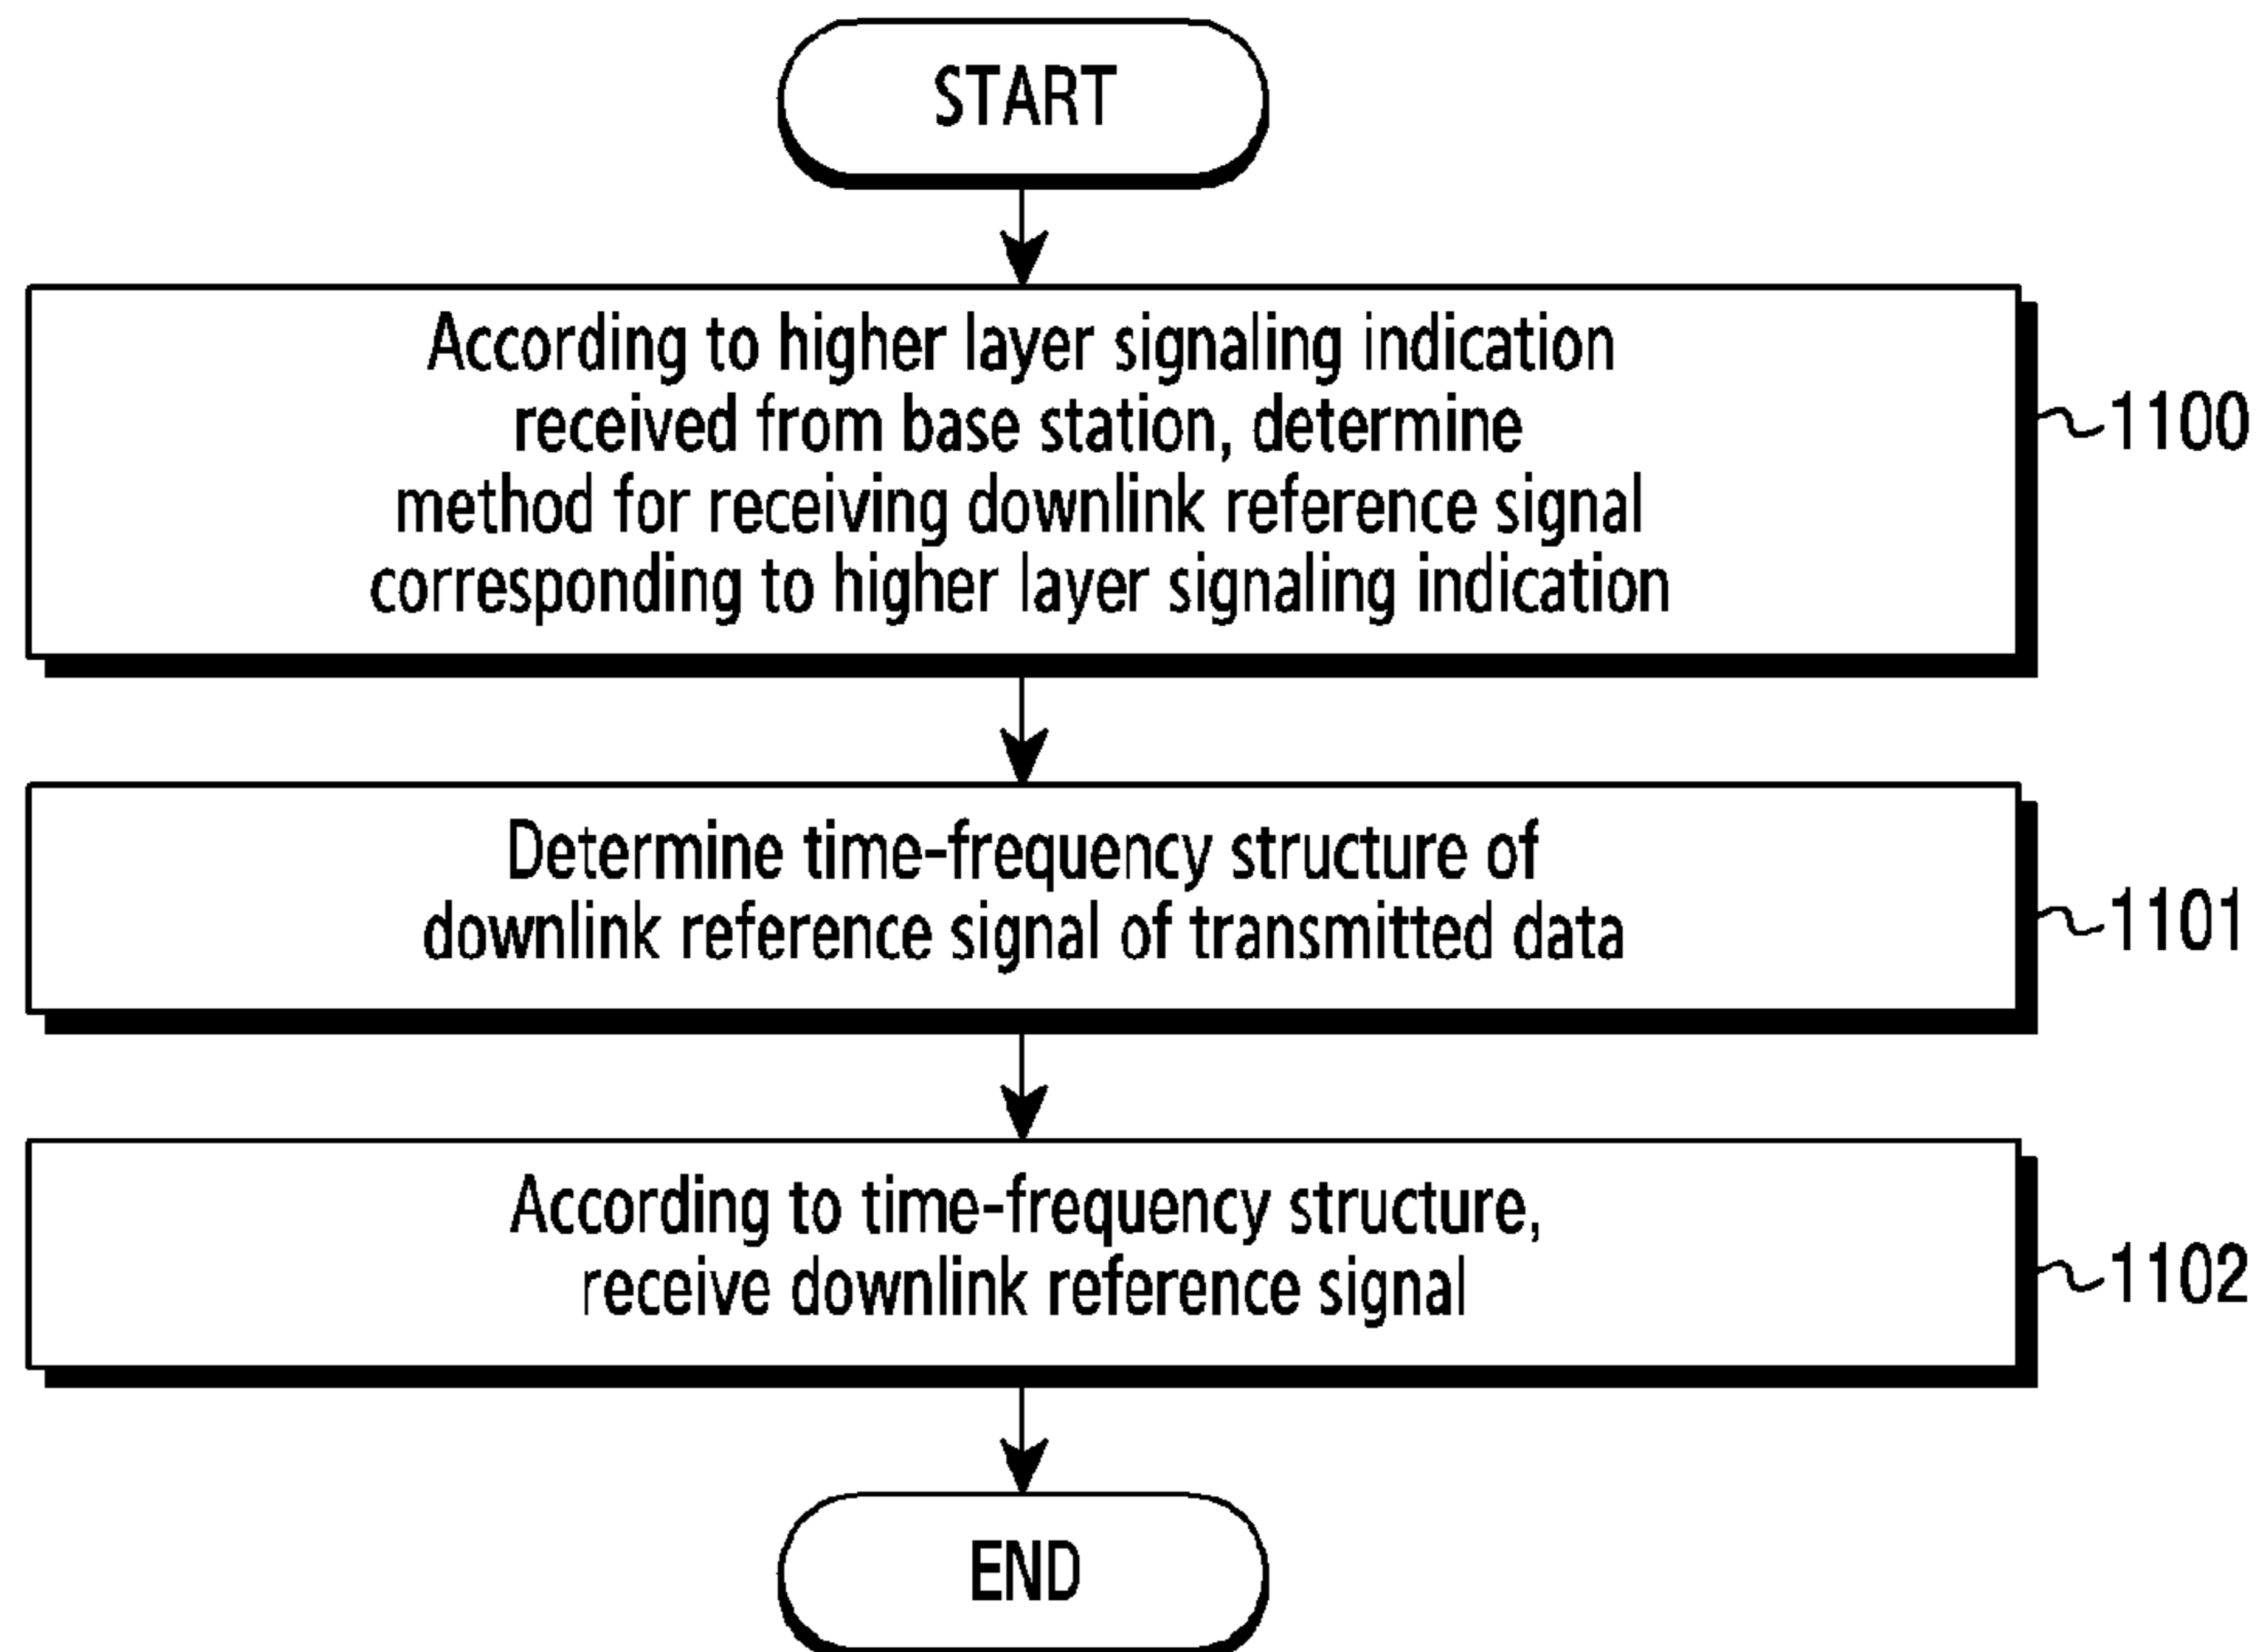 START
According to higher layer signaling indication
received from base station, determine
method for receiving downlink reference signal
corresponding to higher layer signaling indication
1100
Determine time-frequency structure of
downlink reference signal of transmitted data
1101
According to time-frequency structure,
receive downlink reference signal
1102
END